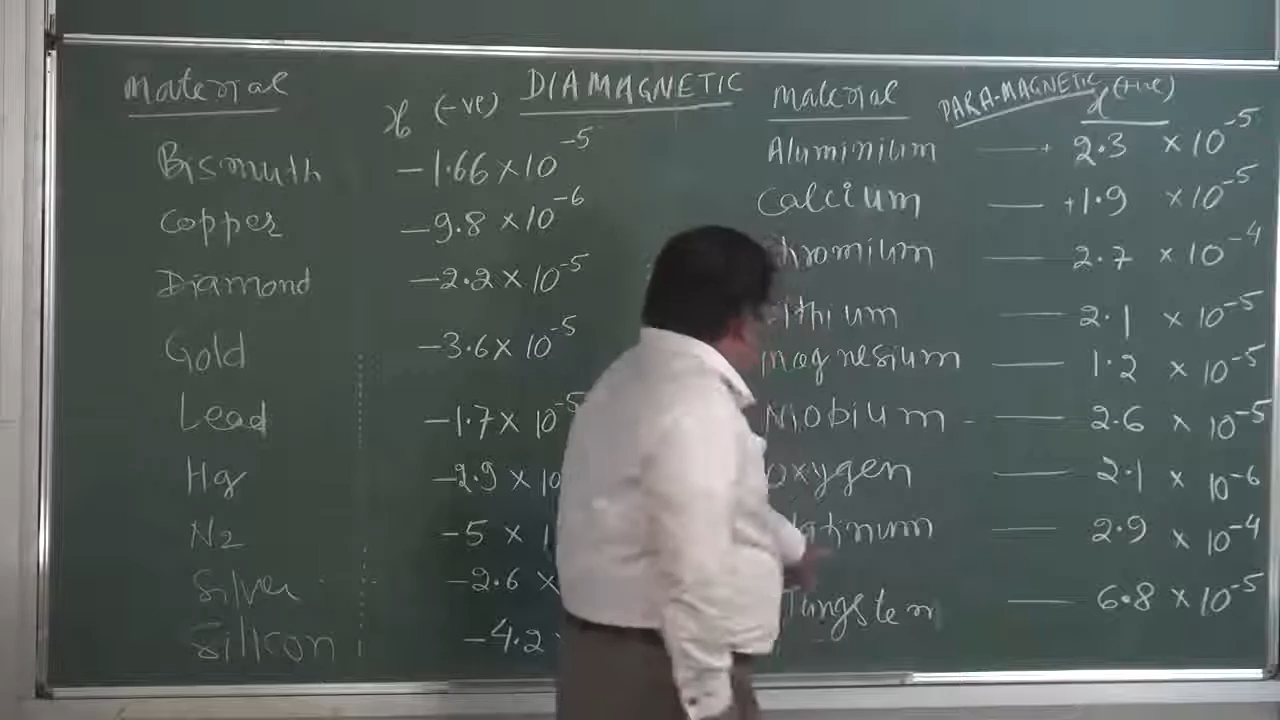 Material x (-ve) DIAMAGNETIC
Bismuth -1.66 × 10^-5
Copper -9.8 × 10^-6
Diamond -2.2 × 10^-5
Gold -3.6 × 10^-5
Lead -1.7 × 10^-5
Hg -2.9 × 10
N2 -5 ×
Silver -2.6 ×
Silicon -4.2
Material PARA-MAGNETIC x (+ve)
Aluminium — + 2.3 × 10^-5
Calcium — +1.9 × 10^-5
hromium — 2.7 × 10^-4
ithium — 2.1 × 10^-5
Magnesium — 1.2 × 10^-5
Niobium - — 2.6 × 10^-5
Oxygen — 2.1 × 10^-6
latinum — 2.9 × 10^-4
Tungsten — 6.8 × 10^-5